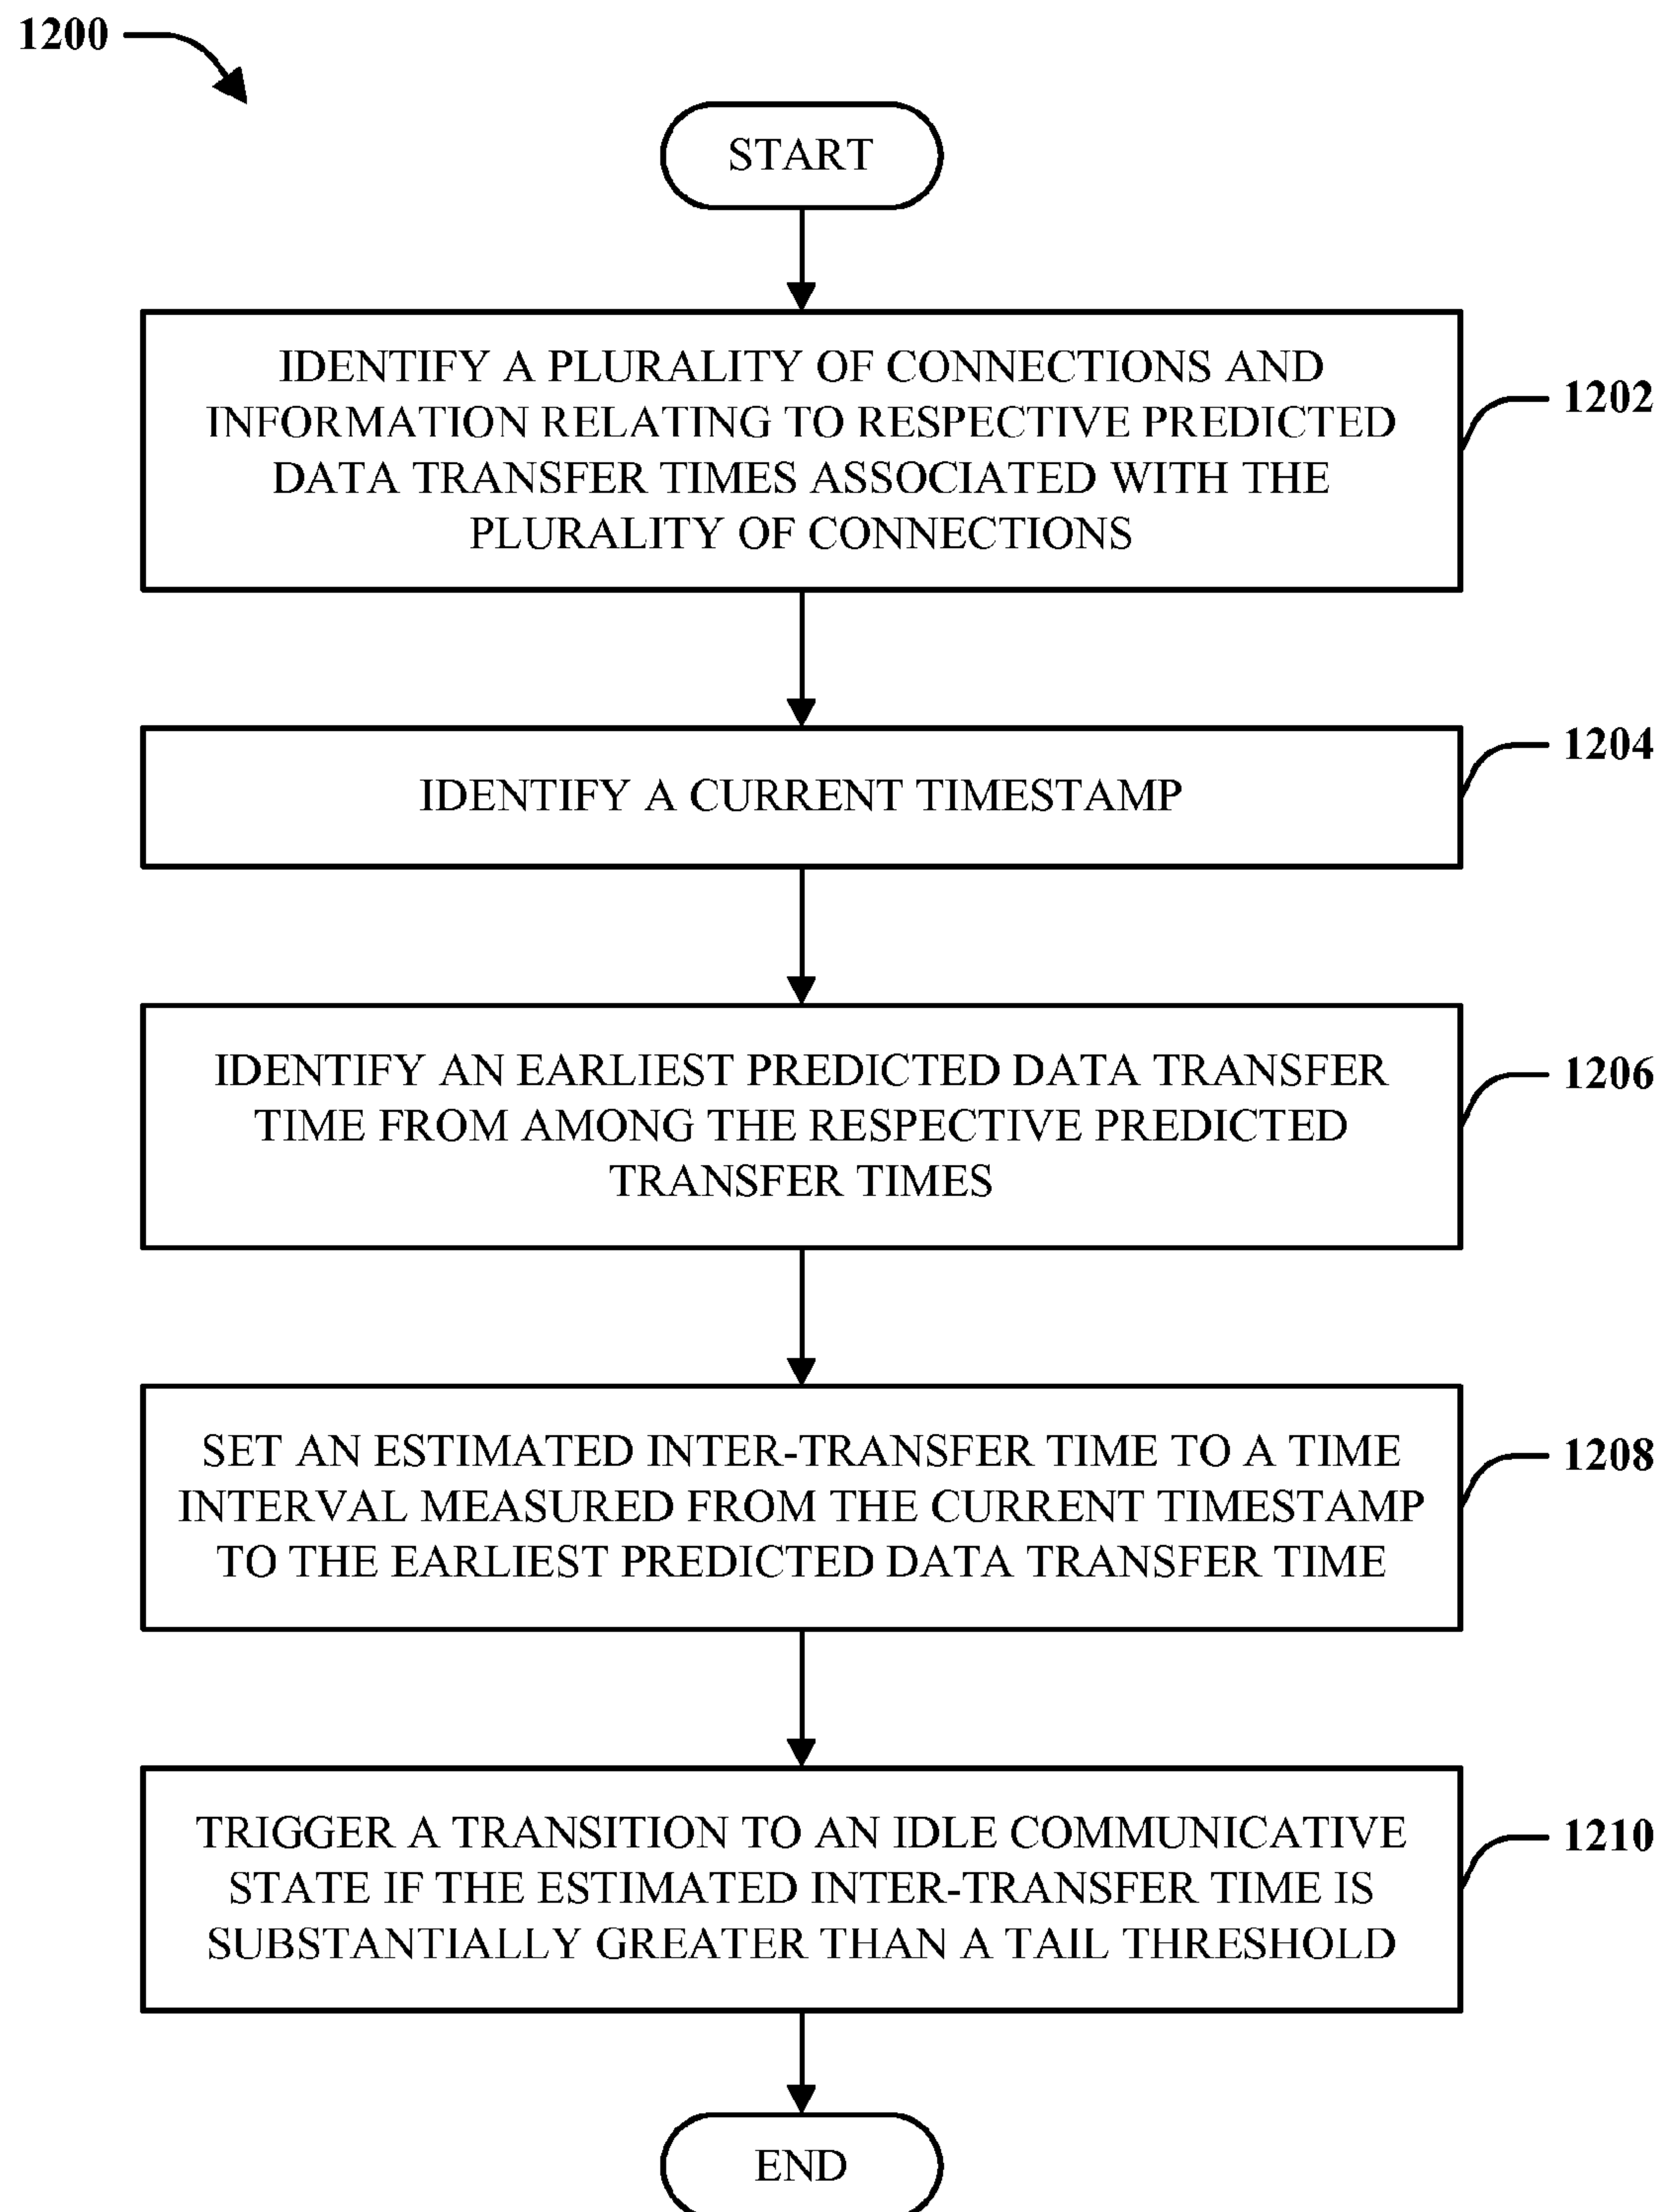 1200
START
IDENTIFY A PLURALITY OF CONNECTIONS AND
INFORMATION RELATING TO RESPECTIVE PREDICTED
DATA TRANSFER TIMES ASSOCIATED WITH THE
PLURALITY OF CONNECTIONS
1202
IDENTIFY A CURRENT TIMESTAMP
1204
IDENTIFY AN EARLIEST PREDICTED DATA TRANSFER
TIME FROM AMONG THE RESPECTIVE PREDICTED
TRANSFER TIMES
1206
SET AN ESTIMATED INTER-TRANSFER TIME TO A TIME
INTERVAL MEASURED FROM THE CURRENT TIMESTAMP
TO THE EARLIEST PREDICTED DATA TRANSFER TIME
1208
TRIGGER A TRANSITION TO AN IDLE COMMUNICATIVE
STATE IF THE ESTIMATED INTER-TRANSFER TIME IS
SUBSTANTIALLY GREATER THAN A TAIL THRESHOLD
1210
END